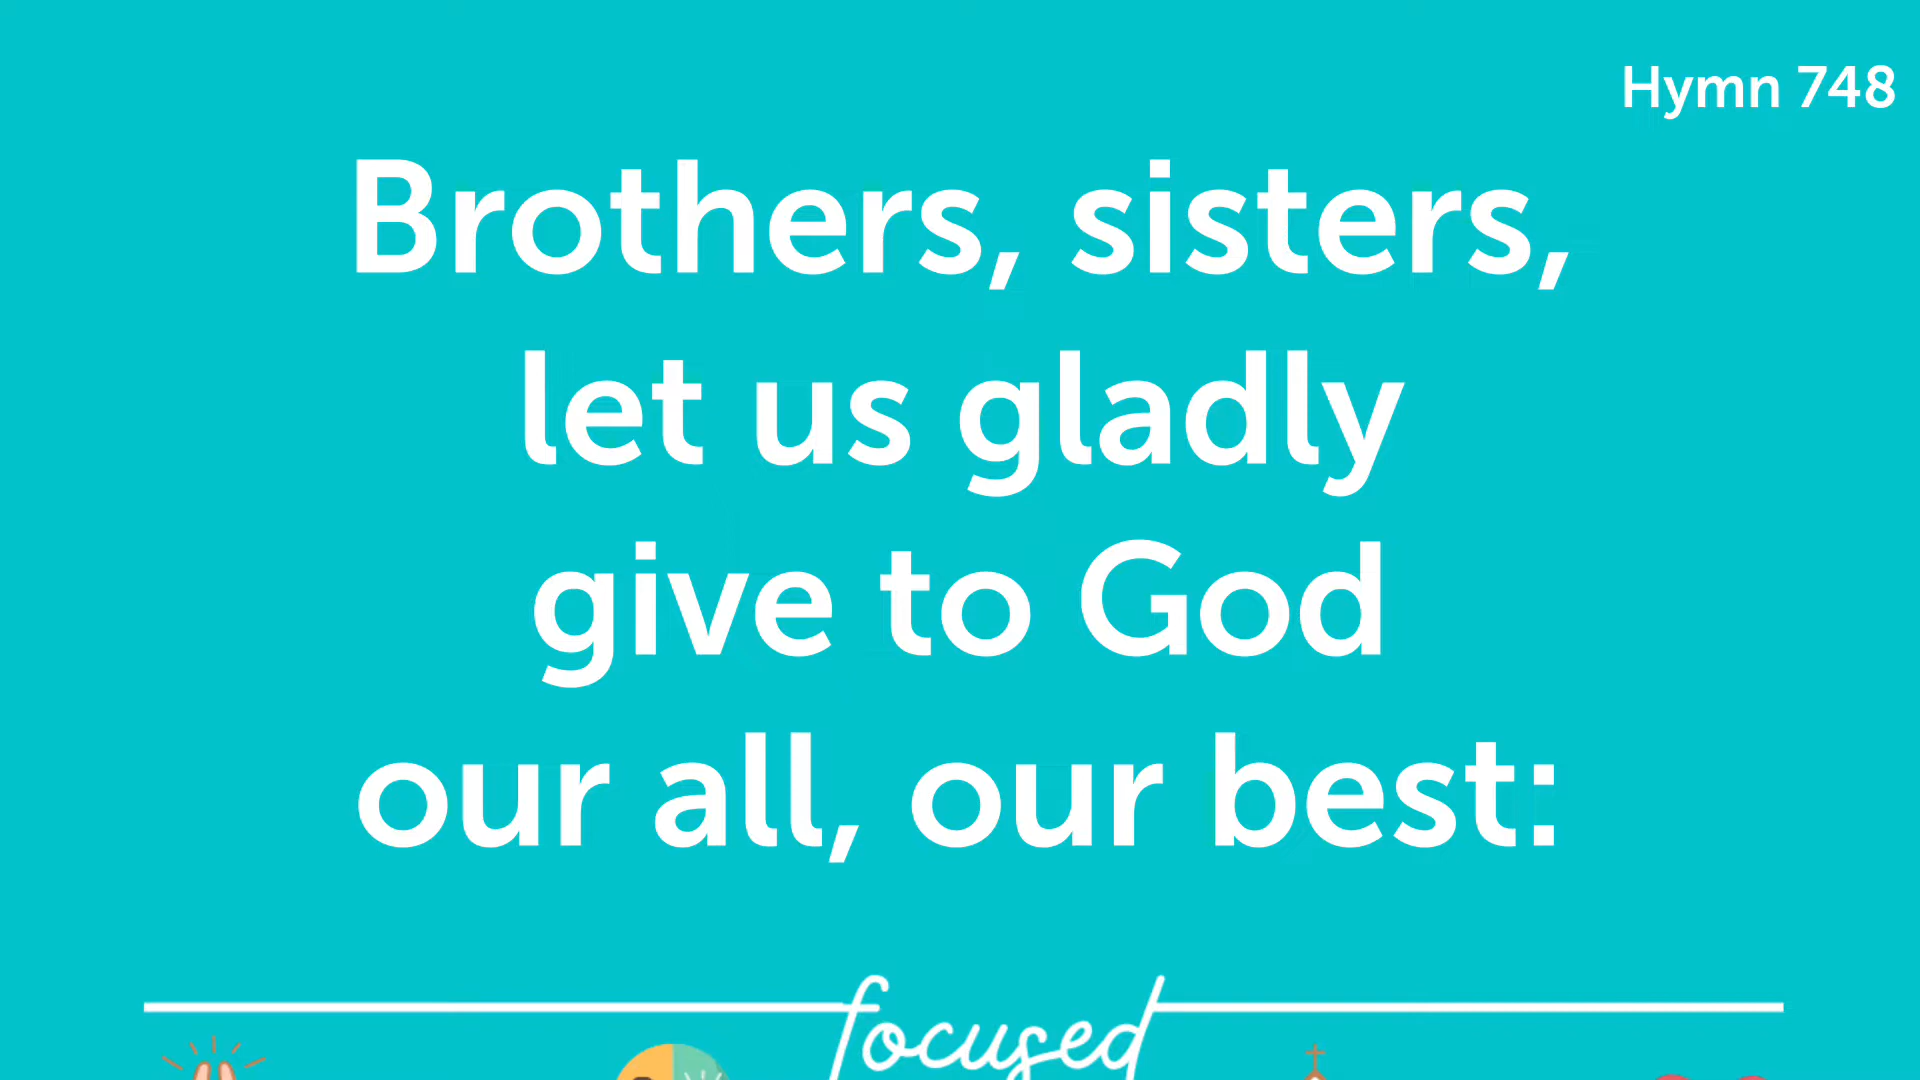 Hymn 748
Brothers, sisters,
let us gladly
give to God
our all, our best:
focused